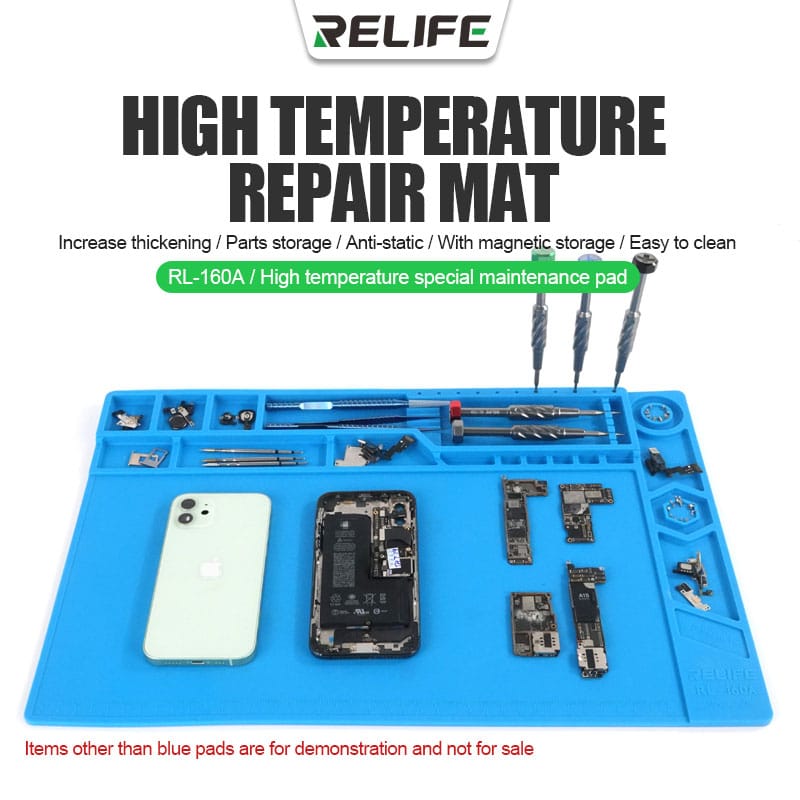 RELIFE
HIGH TEMPERATURE
REPAIR MAT
Increase thickening / Parts storage / Anti-static / With magnetic storage / Easy to clean
RL-160A / High temperature special maintenance pad
A15
RELIFE
RL-160A
Items other than blue pads are for demonstration and not for sale